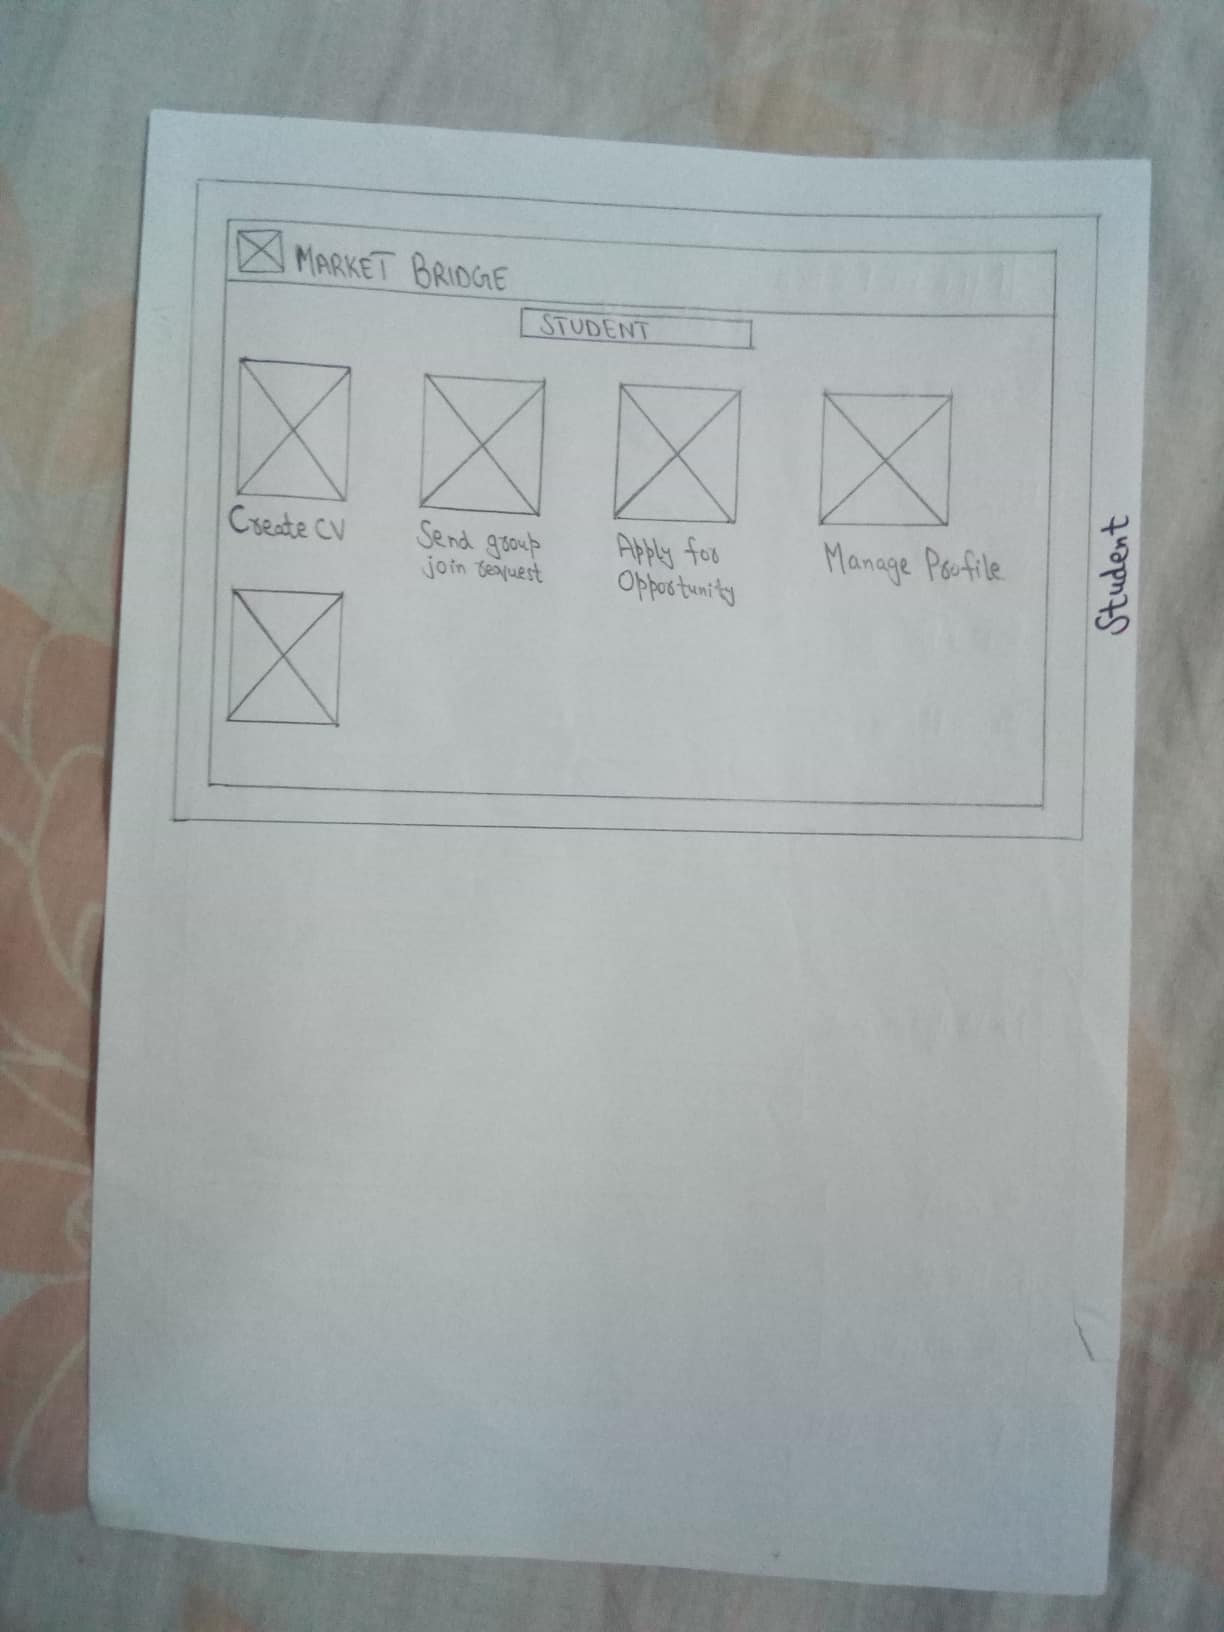 MARKET BRIDGE
STUDENT
Create CV
Send group
join request
Apply for
Opportunity
Manage Profile
Student